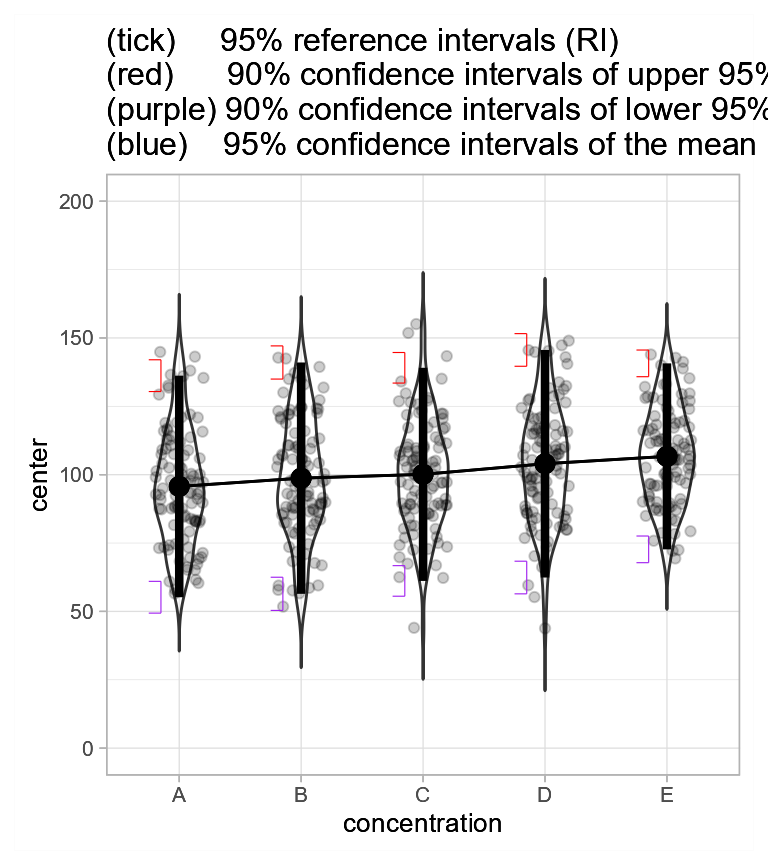 (tick) 95% reference intervals (RI)
(red) 90% confidence intervals of upper 95%
(purple) 90% confidence intervals of lower 95%
(blue) 95% confidence intervals of the mean
200
150
100
50
0
center
A B C D E
concentration